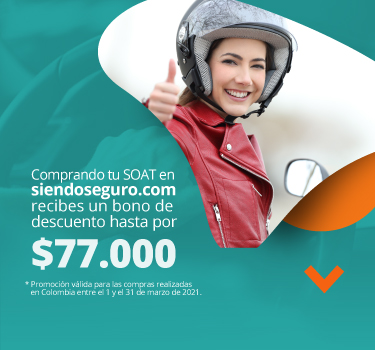 Comprando tu SOAT en
siendoseguro.com
recibes un bono de
descuento hasta por
$77.000
* Promoción válida para las compras realizadas
en Colombia entre el 1 y el 31 de marzo de 2021.